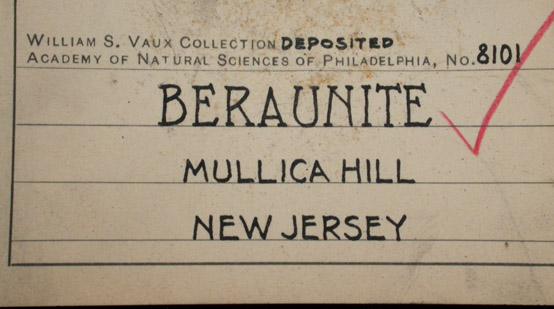 WILLIAM S. VAUX COLLECTION DEPOSITED
ACADEMY OF NATURAL SCIENCES OF PHILADELPHIA, NO. 8101
BERAUNITE
MULLICA HILL
NEW JERSEY